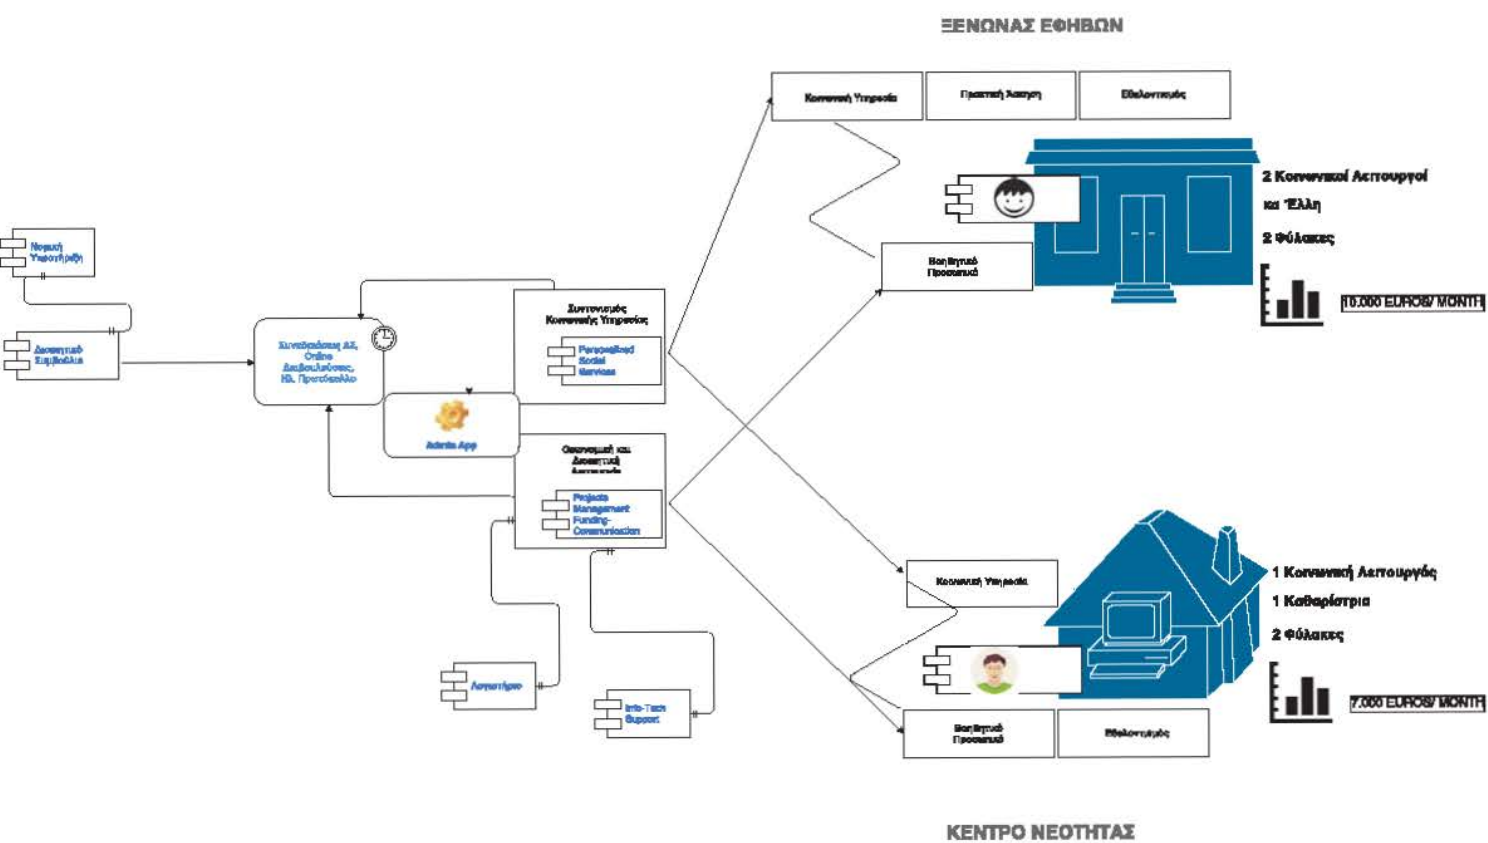 ΞΕΝΩΝΑΣ ΕΦΗΒΩΝ
Κοινωνική Υπηρεσία
Πρακτική Άσκηση
Εθελοντισμός
2 Κοινωνικοί Λειτουργοί
και Έλλη
2 Φύλακες
10.000 EUROS/ MONTH
Βοηθητικό
Προσωπικό
Νομική
Υποστήριξη
Διοικητικό
Συμβούλιο
Συνεδριάσεις ΔΣ,
Online
Διαβουλεύσεις,
Ηλ. Πρωτόκολλο
Συντονισμός
Κοινωνικής Υπηρεσίας
Personalized
Social
Services
Admin App
Οικονομική και
Διοικητική
Λειτουργία
Projects
Management
Funding-
Communication
Λογιστήριο
Info-Tech
Support
Κοινωνική Υπηρεσία
1 Κοινωνική Λειτουργός
1 Καθαρίστρια
2 Φύλακες
7.000 EUROS/ MONTH
Βοηθητικό
Προσωπικό
Εθελοντισμός
ΚΕΝΤΡΟ ΝΕΟΤΗΤΑΣ